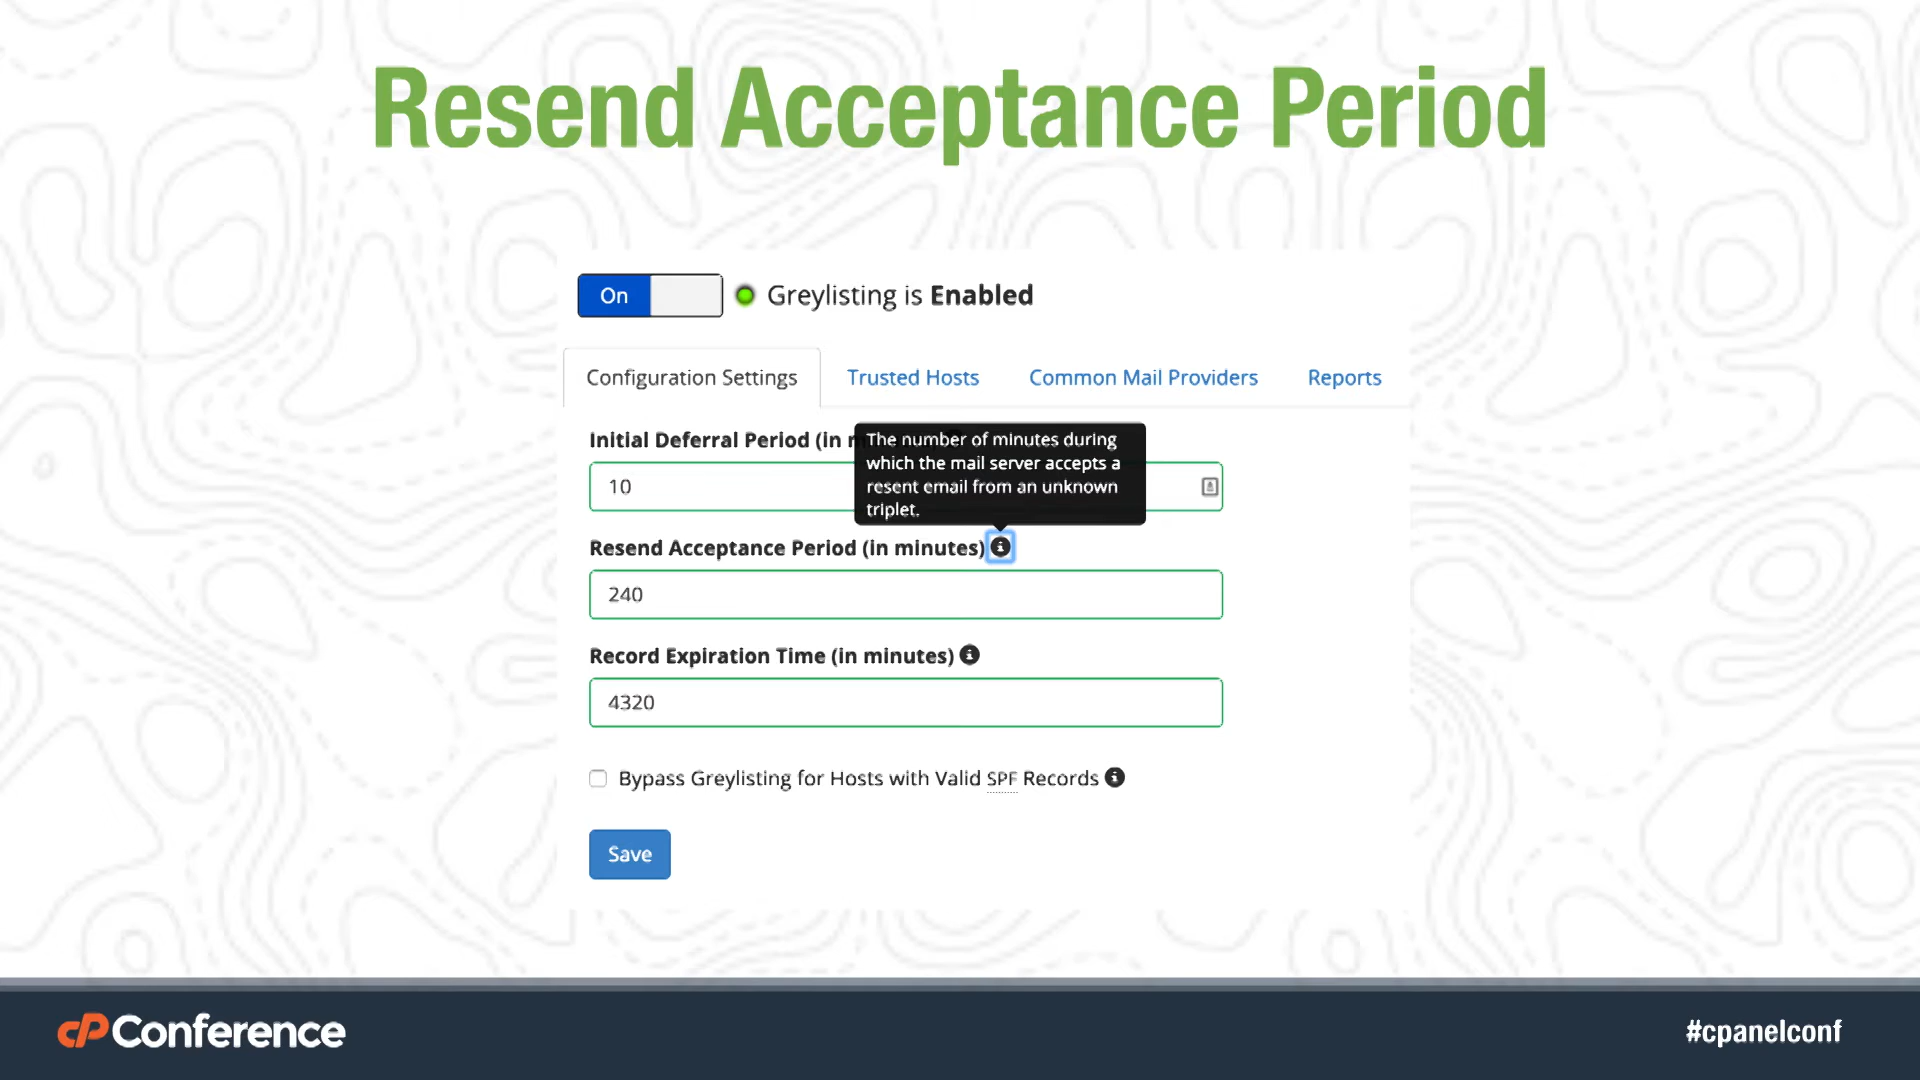 Resend Acceptance Period
On
Greylisting is Enabled
Configuration Settings
Trusted Hosts
Common Mail Providers
Reports
Initial Deferral Period (in
The number of minutes during
which the mail server accepts a
resent email from an unknown
triplet.
10
Resend Acceptance Period (in minutes)
240
Record Expiration Time (in minutes)
4320
Bypass Greylisting for Hosts with Valid SPF Records
Save
cPConference
#cpanelconf